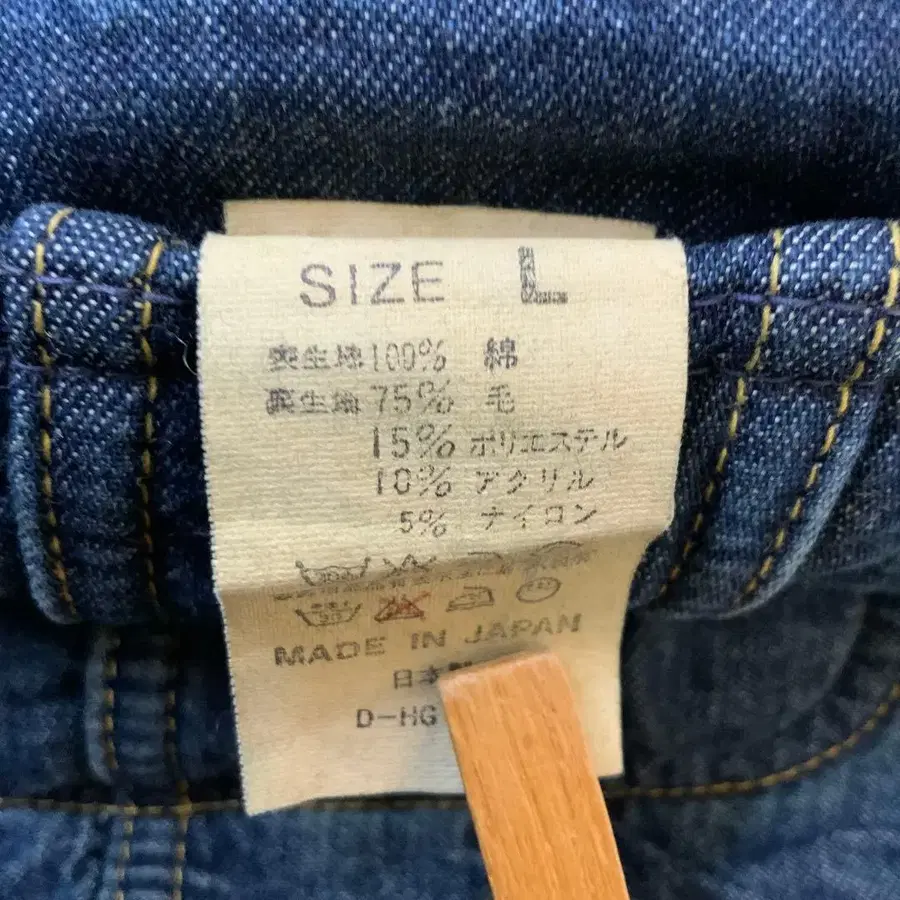 SIZE L
表生地100% 綿
裏生地75% 毛
15% ポリエステル
10% アクリル
5% ナイロン
MADE IN JAPAN
日本製
D-HG